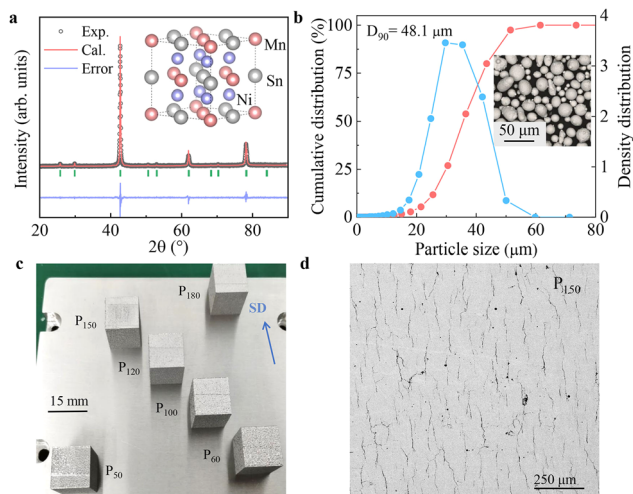 a
Exp.
Cal.
Error
Mn
Sn
Ni
Intensity (arb. units)
20 30 40 50 60 70 80
2θ (°)
b
D90= 48.1 μm
100
75
50
25
0
Cumulative distribution (%)
4
3
2
1
0
Density distribution
50 μm
0 20 40 60 80
Particle size(μm)
c
P180
P150
SD
P120
15 mm
P100
P50
P60
d
P150
250 μm